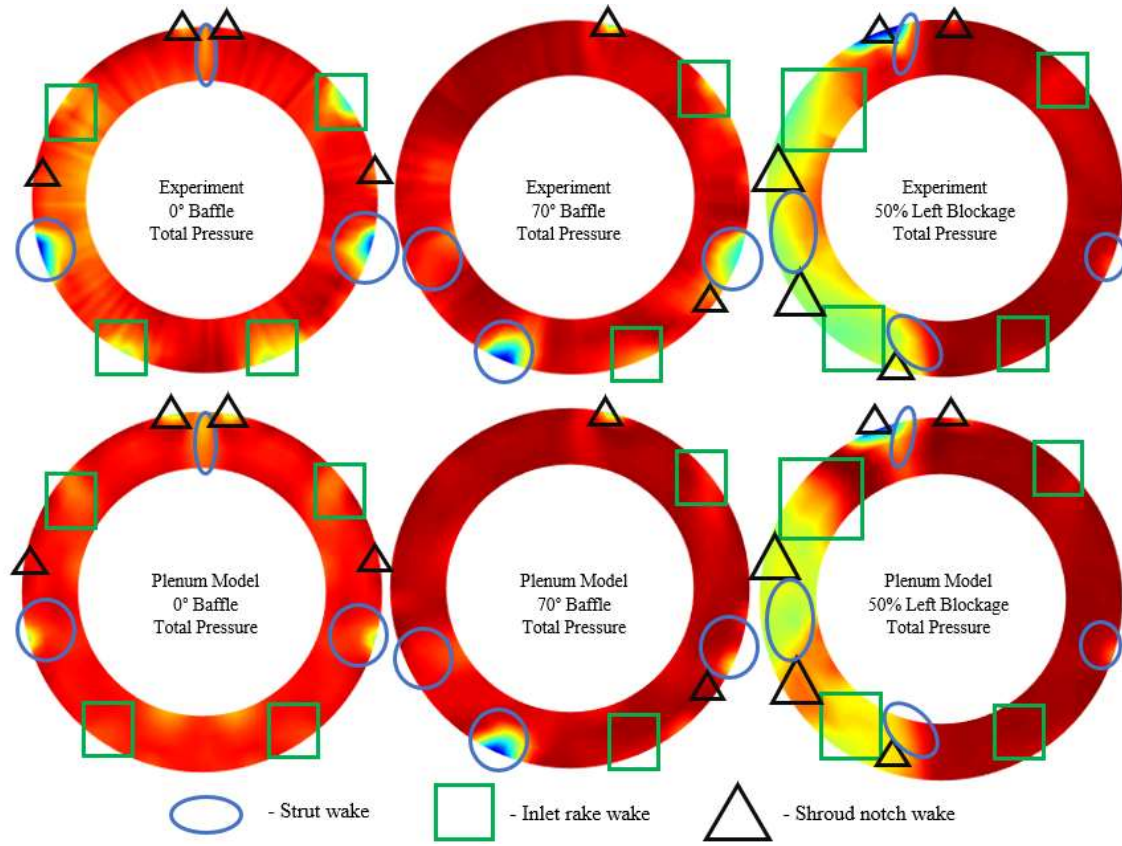 Experiment
0° Baffle
Total Pressure
Experiment
70° Baffle
Total Pressure
Experiment
50% Left Blockage
Total Pressure
Plenum Model
0° Baffle
Total Pressure
Plenum Model
70° Baffle
Total Pressure
Plenum Model
50% Left Blockage
Total Pressure
- Strut wake
- Inlet rake wake
- Shroud notch wake